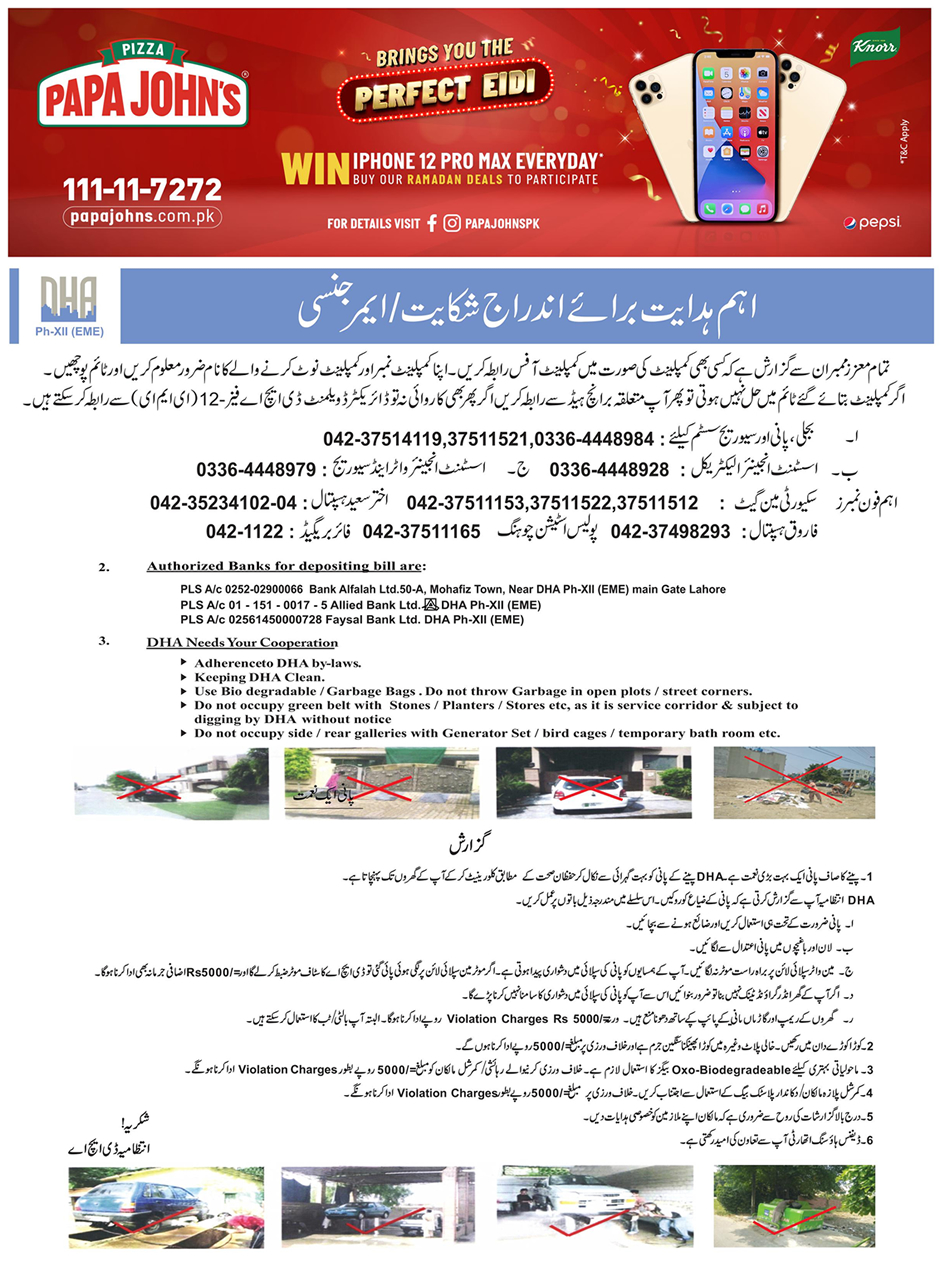 PIZZA
PAPA JOHN'S
111-11-7272
papajohns.com.pk
BRINGS YOU THE
PERFECT EIDI
WIN IPHONE 12 PRO MAX EVERYDAY*
BUY OUR RAMADAN DEALS TO PARTICIPATE
FOR DETAILS VISIT PAPAJOHNSPK
Knorr
*T&C Apply
pepsi
DHA
Ph-XII (EME)
اہم ہدایت برائے اندراج شکایت/ایمرجنسی
تمام معزز ممبران سے گزارش ہے کہ کسی بھی کمپلینٹ کی صورت میں کمپلینٹ آفس رابطہ کریں۔ اپنا کمپلینٹ نمبر اور کمپلینٹ نوٹ کرنے والے کا نام ضرور معلوم کریں اور ٹائم پوچھیں۔
اگر کمپلینٹ بتائے گئے ٹائم میں حل نہیں ہوتی تو پھر آپ متعلقہ برانچ ہیڈ سے رابطہ کریں اگر پھر بھی کاروائی نہ ہو تو ڈائریکٹر ڈویلمنٹ ڈی ایچ اے فیز-12 (ای ایم ای) سے رابطہ کر سکتے ہیں۔
ا۔ بجلی، پانی اور سیوریج سسٹم کیلئے : 042-37514119,37511521,0336-4448984
ب۔ اسسٹنٹ انجینئر الیکٹریکل : 0336-4448928 ج۔ اسسٹنٹ انجینئر واٹر اینڈ سیوریج : 0336-4448979
اہم فون نمبرز سکیورٹی مین گیٹ : 042-37511153,37511522,37511512 اختر سعید ہسپتال : 042-35234102-04
فاروق ہسپتال : 042-37498293 پولیس اسٹیشن چوہنگ 042-37511165 فائر بریگیڈ : 042-1122
2. Authorized Banks for depositing bill are:
PLS A/c 0252-02900066 Bank Alfalah Ltd.50-A, Mohafiz Town, Near DHA Ph-XII (EME) main Gate Lahore
PLS A/c 01 - 151 - 0017 - 5 Allied Bank Ltd. DHA Ph-XII (EME)
PLS A/c 02561450000728 Faysal Bank Ltd. DHA Ph-XII (EME)
3. DHA Needs Your Cooperation
Adherenceto DHA by-laws.
Keeping DHA Clean.
Use Bio degradable / Garbage Bags . Do not throw Garbage in open plots / street corners.
Do not occupy green belt with Stones / Planters / Stores etc, as it is service corridor & subject to
digging by DHA without notice
Do not occupy side / rear galleries with Generator Set / bird cages / temporary bath room etc.
پانی ایک نعمت
گزارش
1۔ پینے کا صاف پانی ایک بہت بڑی نعمت ہے۔ DHA پینے کے پانی کو بہت گہرائی سے نکال کر حفظان صحت کے مطابق کلورینیٹ کر کے آپ کے گھروں تک پہنچاتا ہے۔
DHA انتظامیہ آپ سے گزارش کرتی ہے کہ پانی کے ضیاع کو روکیں۔ اس سلسلے میں مندرجہ ذیل باتوں پر عمل کریں۔
ا۔ پانی ضرورت کے تحت ہی استعمال کریں اور ضائع ہونے سے بچائیں۔
ب۔ لان اور باغیچوں میں پانی اعتدال سے لگائیں۔
ج۔ مین واٹر سپلائی لائن پر براہ راست موٹر نہ لگائیں۔ آپ کے ہمسایوں کو پانی کی سپلائی میں دشواری پیدا ہوتی ہے۔ اگر موٹر مین سپلائی لائن پر لگی ہوئی پائی گئی تو ڈی ایچ اے کا سٹاف موٹر ضبط کر لے گا اور Rs5000/= اضافی جرمانہ بھی ادا کرنا ہوگا۔
د۔ اگر آپ کے گھر انڈر گراؤنڈ ٹینک نہیں بنا تو ضرور بنوائیں اس سے آپ کو پانی کی سپلائی میں دشواری کا سامنا نہیں کرنا پڑے گا۔
ر۔ گھروں کے ریمپ اور گاڑیاں پانی کے پائپ کے ساتھ دھونا منع ہیں۔ ورنہ Violation Charges Rs 5000/= روپے ادا کرنا ہوگا۔ البتہ آپ بالٹی/ٹب کا استعمال کر سکتے ہیں۔
2۔ کوڑا کوڑے دان میں رکھیں۔ خالی پلاٹ وغیرہ میں کوڑا پھینکنا سنگین جرم ہے اور خلاف ورزی پر مبلغ =/5000 روپے ادا کرنا ہوں گے۔
3۔ ماحولیاتی بہتری کیلئے Oxo-Biodegradeable بیگز کا استعمال لازم ہے۔ خلاف ورزی کرنیوالے رہائشی/کمرشل مالکان کو مبلغ =/5000 روپے بطور Violation Charges ادا کرنا ہونگے۔
4۔ کمرشل پلازہ مالکان/دکاندار پلاسٹک بیگ کے استعمال سے اجتناب کریں۔ خلاف ورزی پر مبلغ =/5000 روپے بطور Violation Charges ادا کرنا ہونگے۔
5۔ درج بالا گزارشات کی روح سے ضروری ہے کہ مالکان اپنے ملازمین کو خصوصی ہدایات دیں۔
6۔ ڈیفنس ہاؤسنگ اتھارٹی آپ سے تعاون کی امید رکھتی ہے۔
شکریہ!
انتظامیہ ڈی ایچ اے